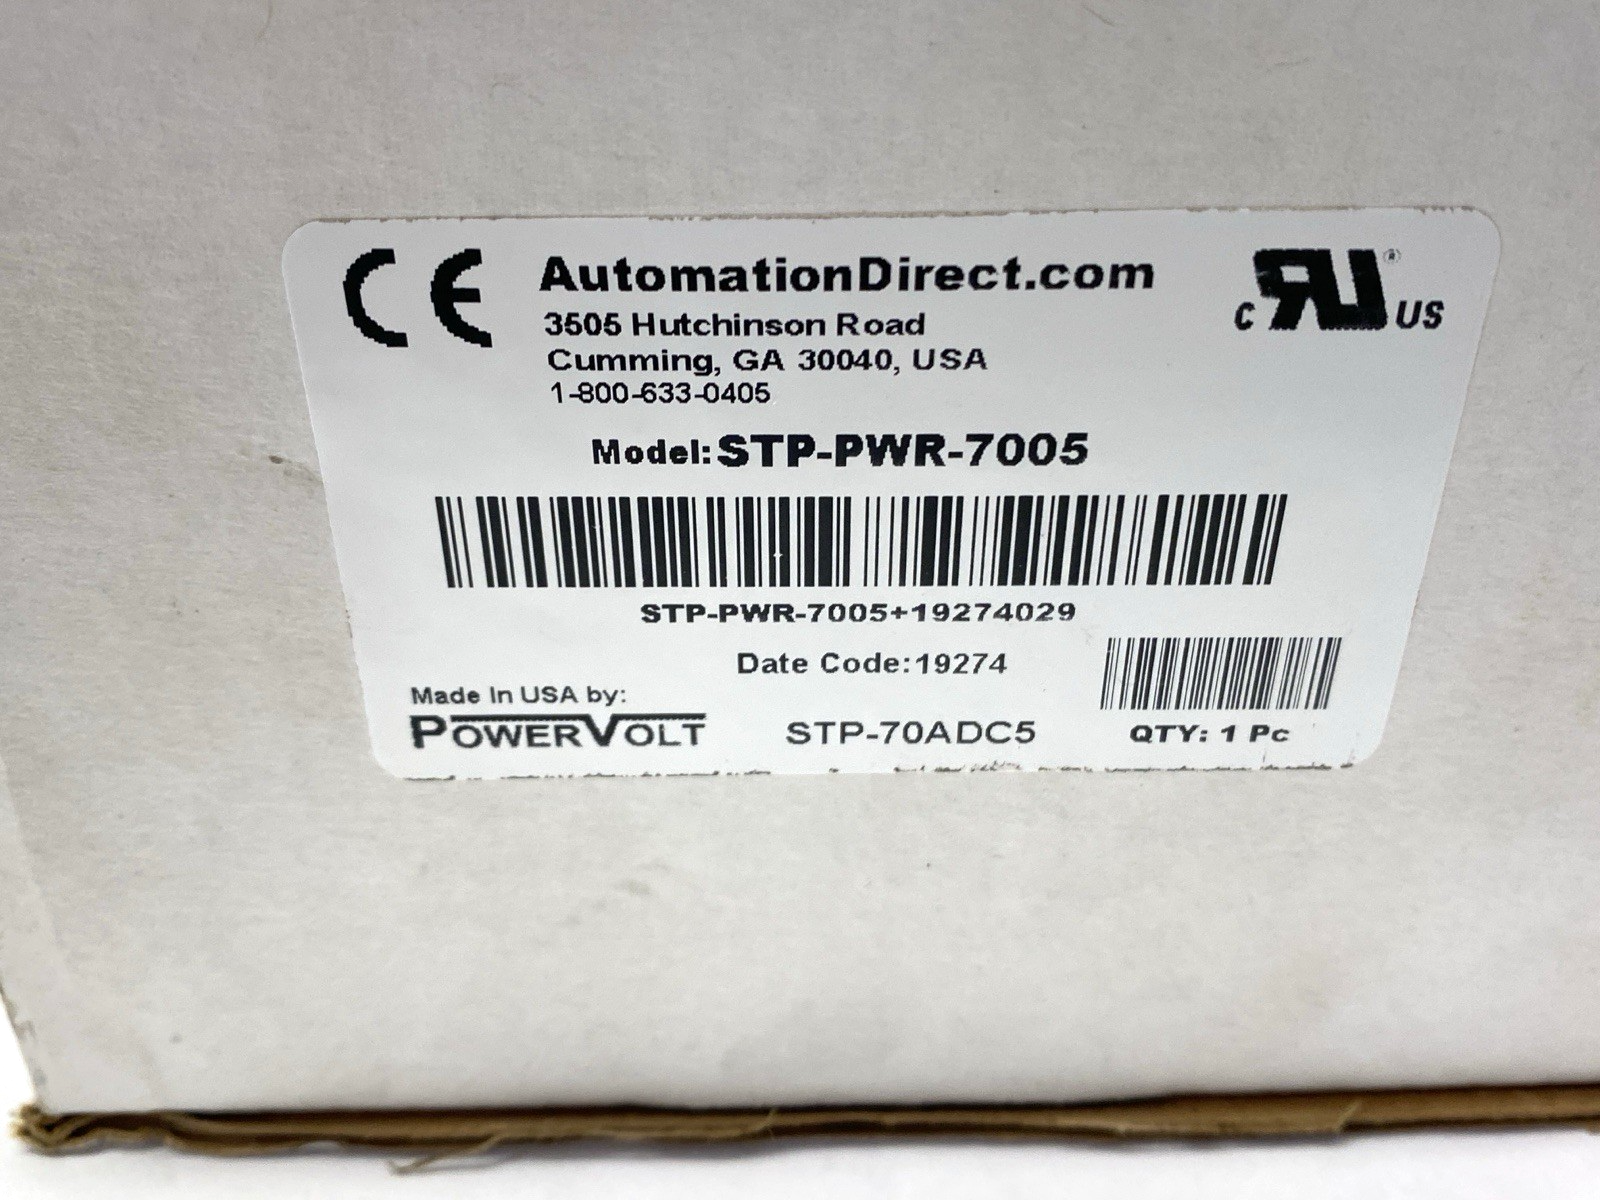 CE
AutomationDirect.com
3505 Hutchinson Road
Cumming, GA 30040, USA
1-800-633-0405
C RU® US
Model: STP-PWR-7005
STP-PWR-7005+19274029
Date Code:19274
Made In USA by:
POWERVOLT
STP-70ADC5
QTY: 1 Pc